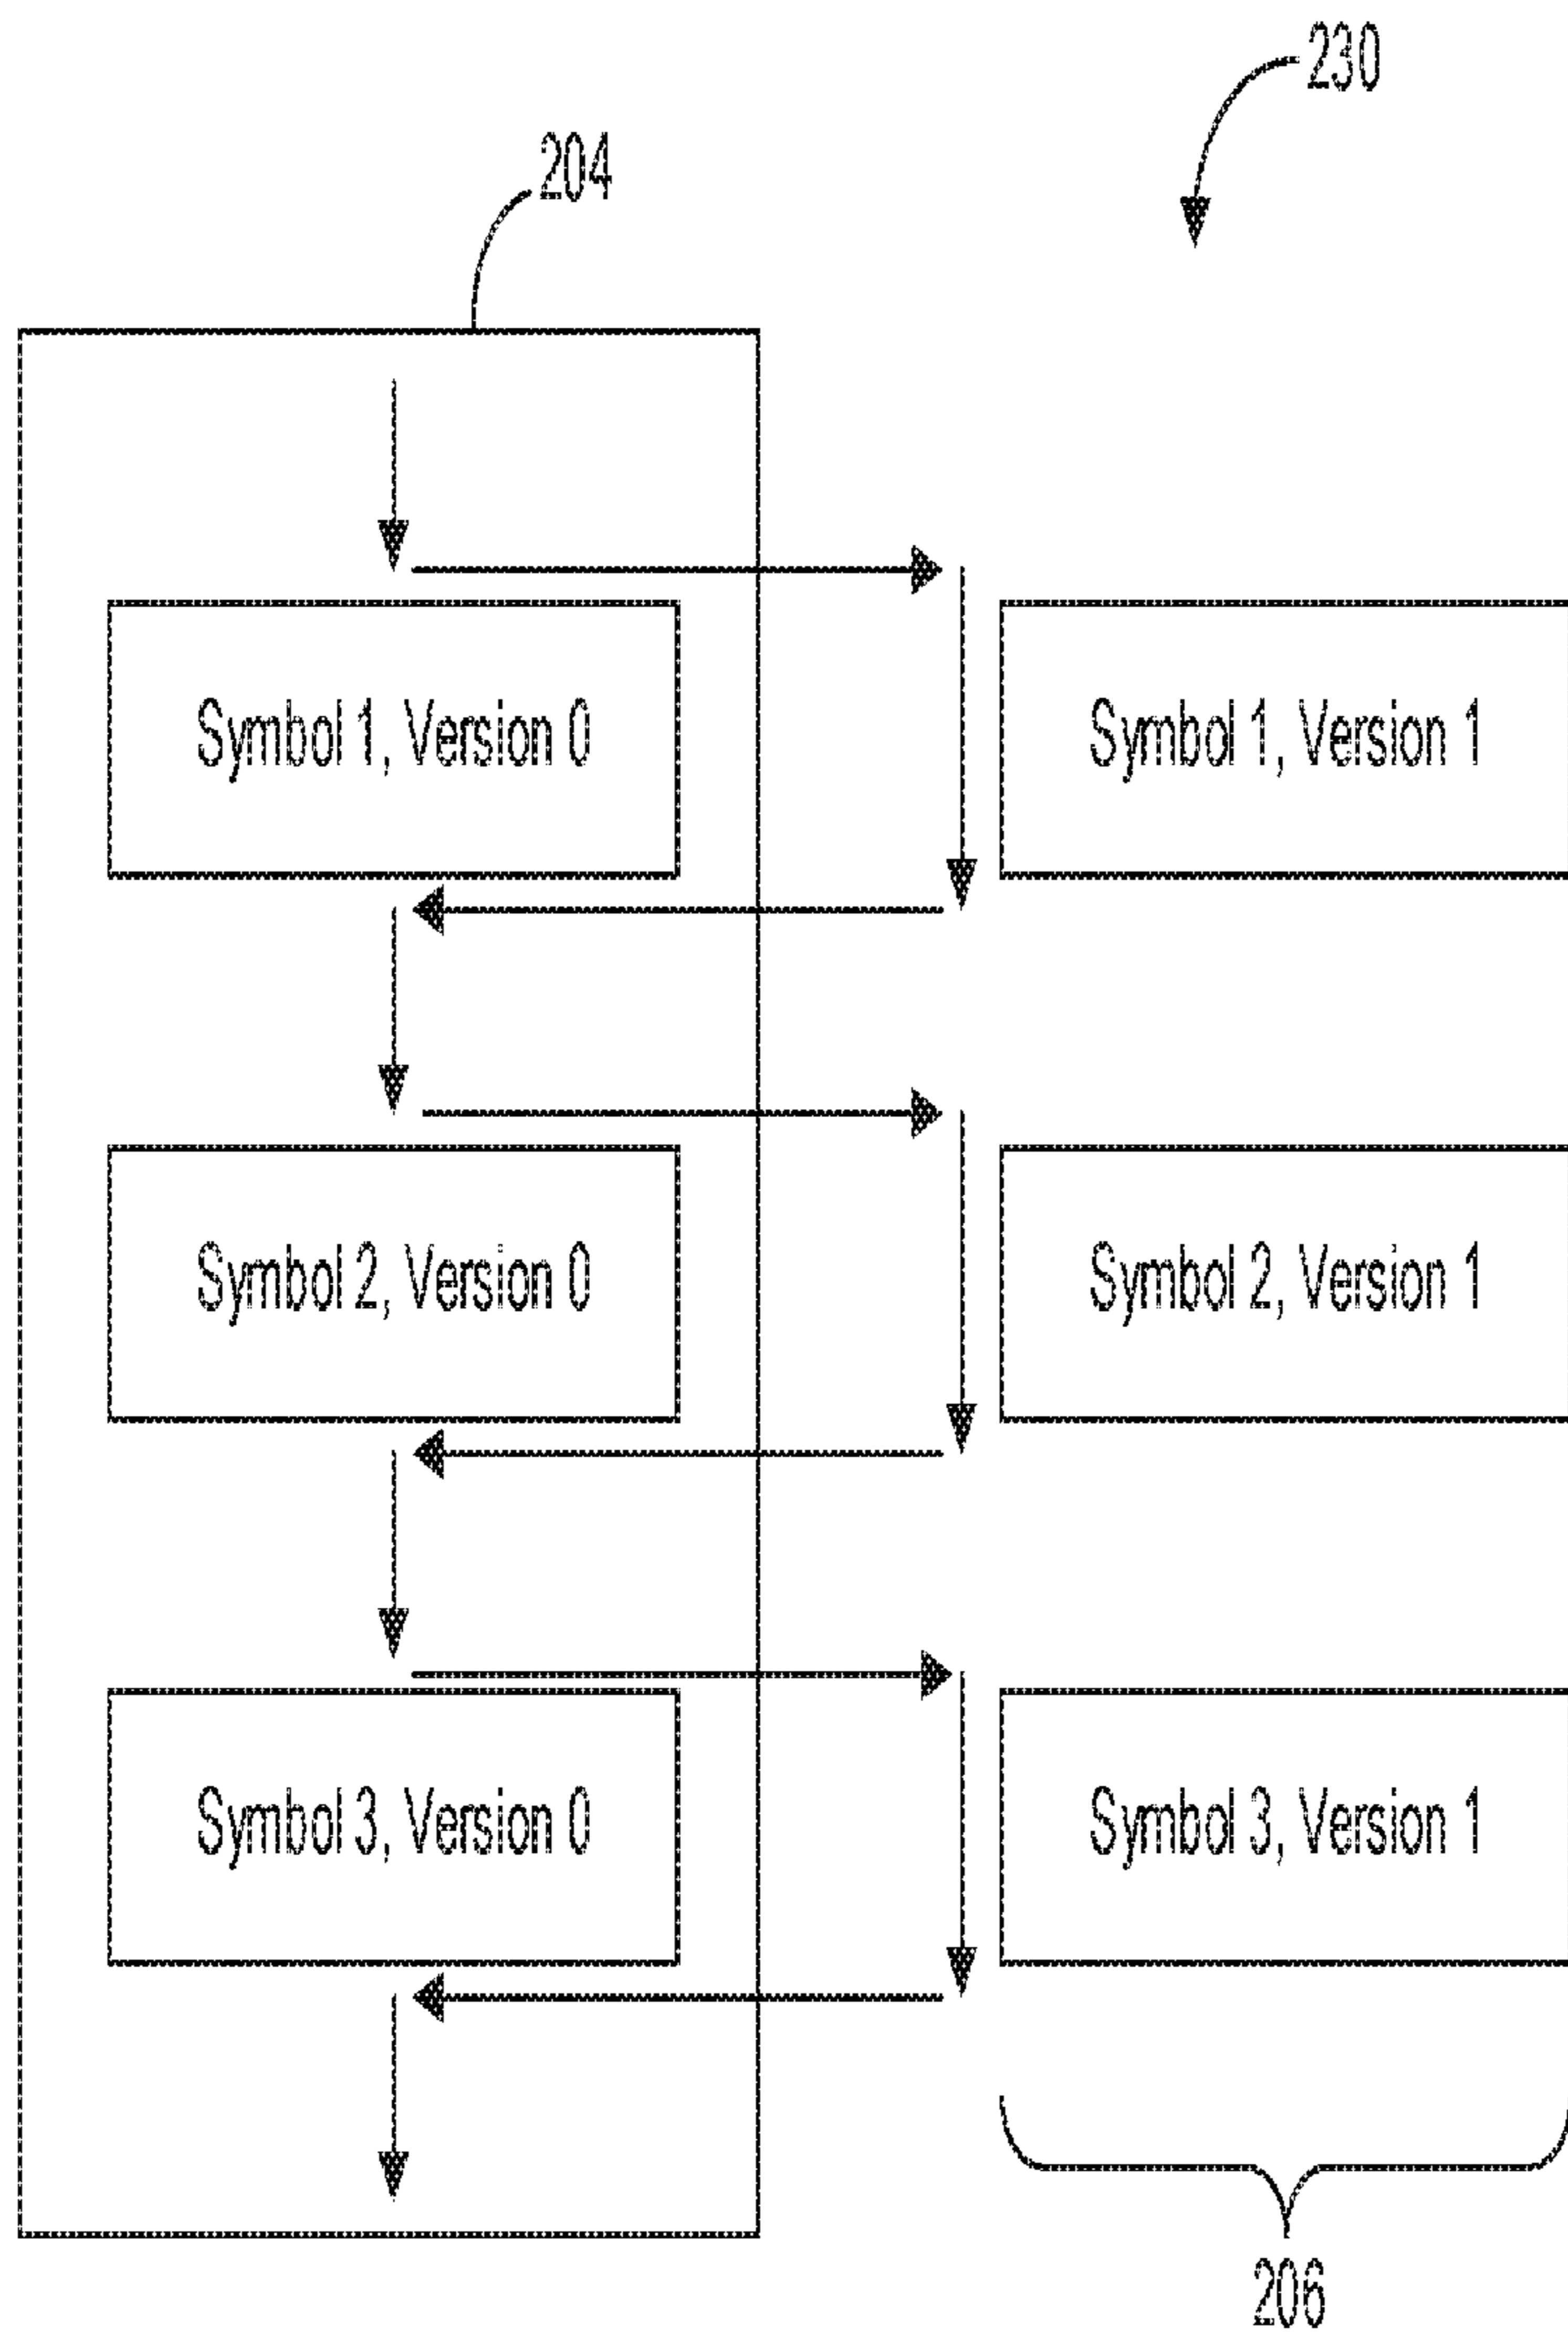 230
204
Symbol 1, Version 0
Symbol 1, Version 1
Symbol 2, Version 0
Symbol 2, Version 1
Symbol 3, Version 0
Symbol 3, Version 1
206